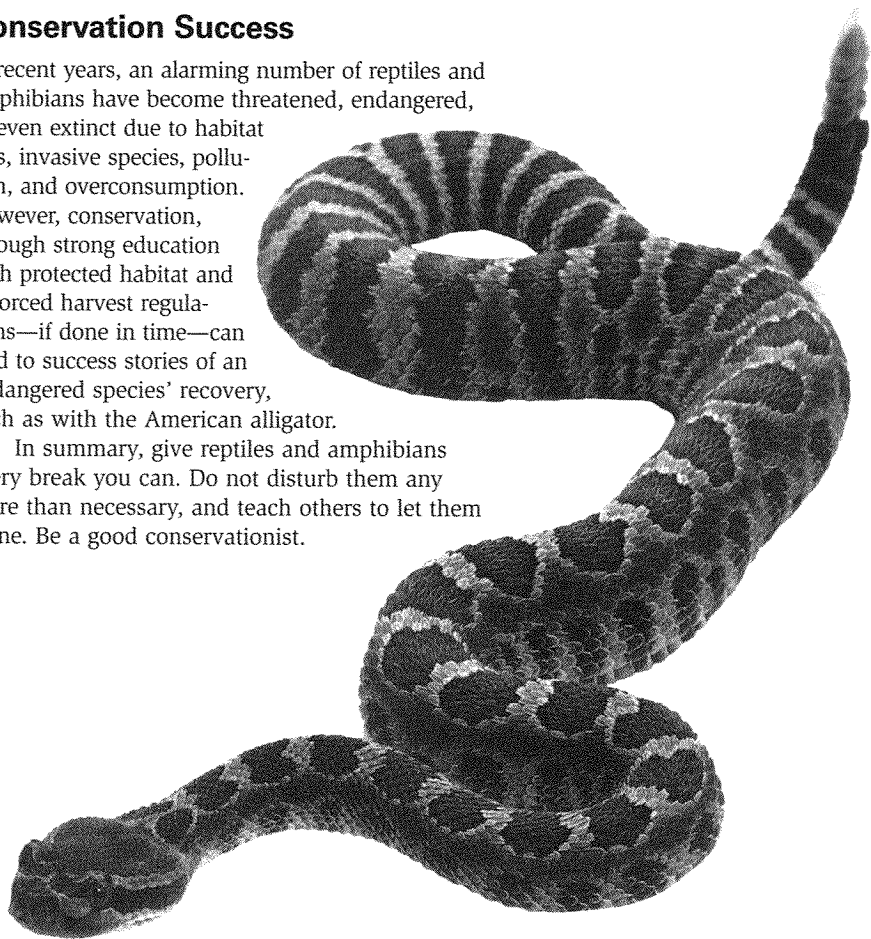 onservation Success
recent years, an alarming number of reptiles and
phibians have become threatened, endangered,
even extinct due to habitat
s, invasive species, pollu-
n, and overconsumption.
wever, conservation,
ough strong education
h protected habitat and
orced harvest regula-
ns—if done in time—can
d to success stories of an
dangered species' recovery,
ch as with the American alligator.
In summary, give reptiles and amphibians
ry break you can. Do not disturb them any
re than necessary, and teach others to let them
ne. Be a good conservationist.